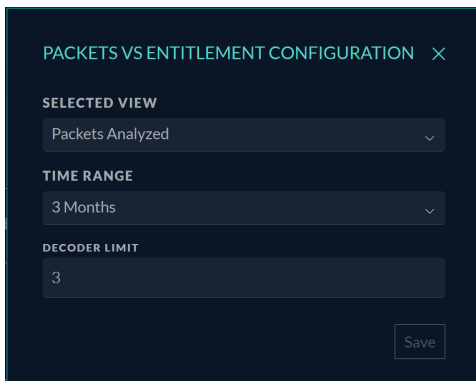 PACKETS VS ENTITLEMENT CONFIGURATION
SELECTED VIEW
Packets Analyzed
TIME RANGE
3 Months
DECODER LIMIT
3
Save